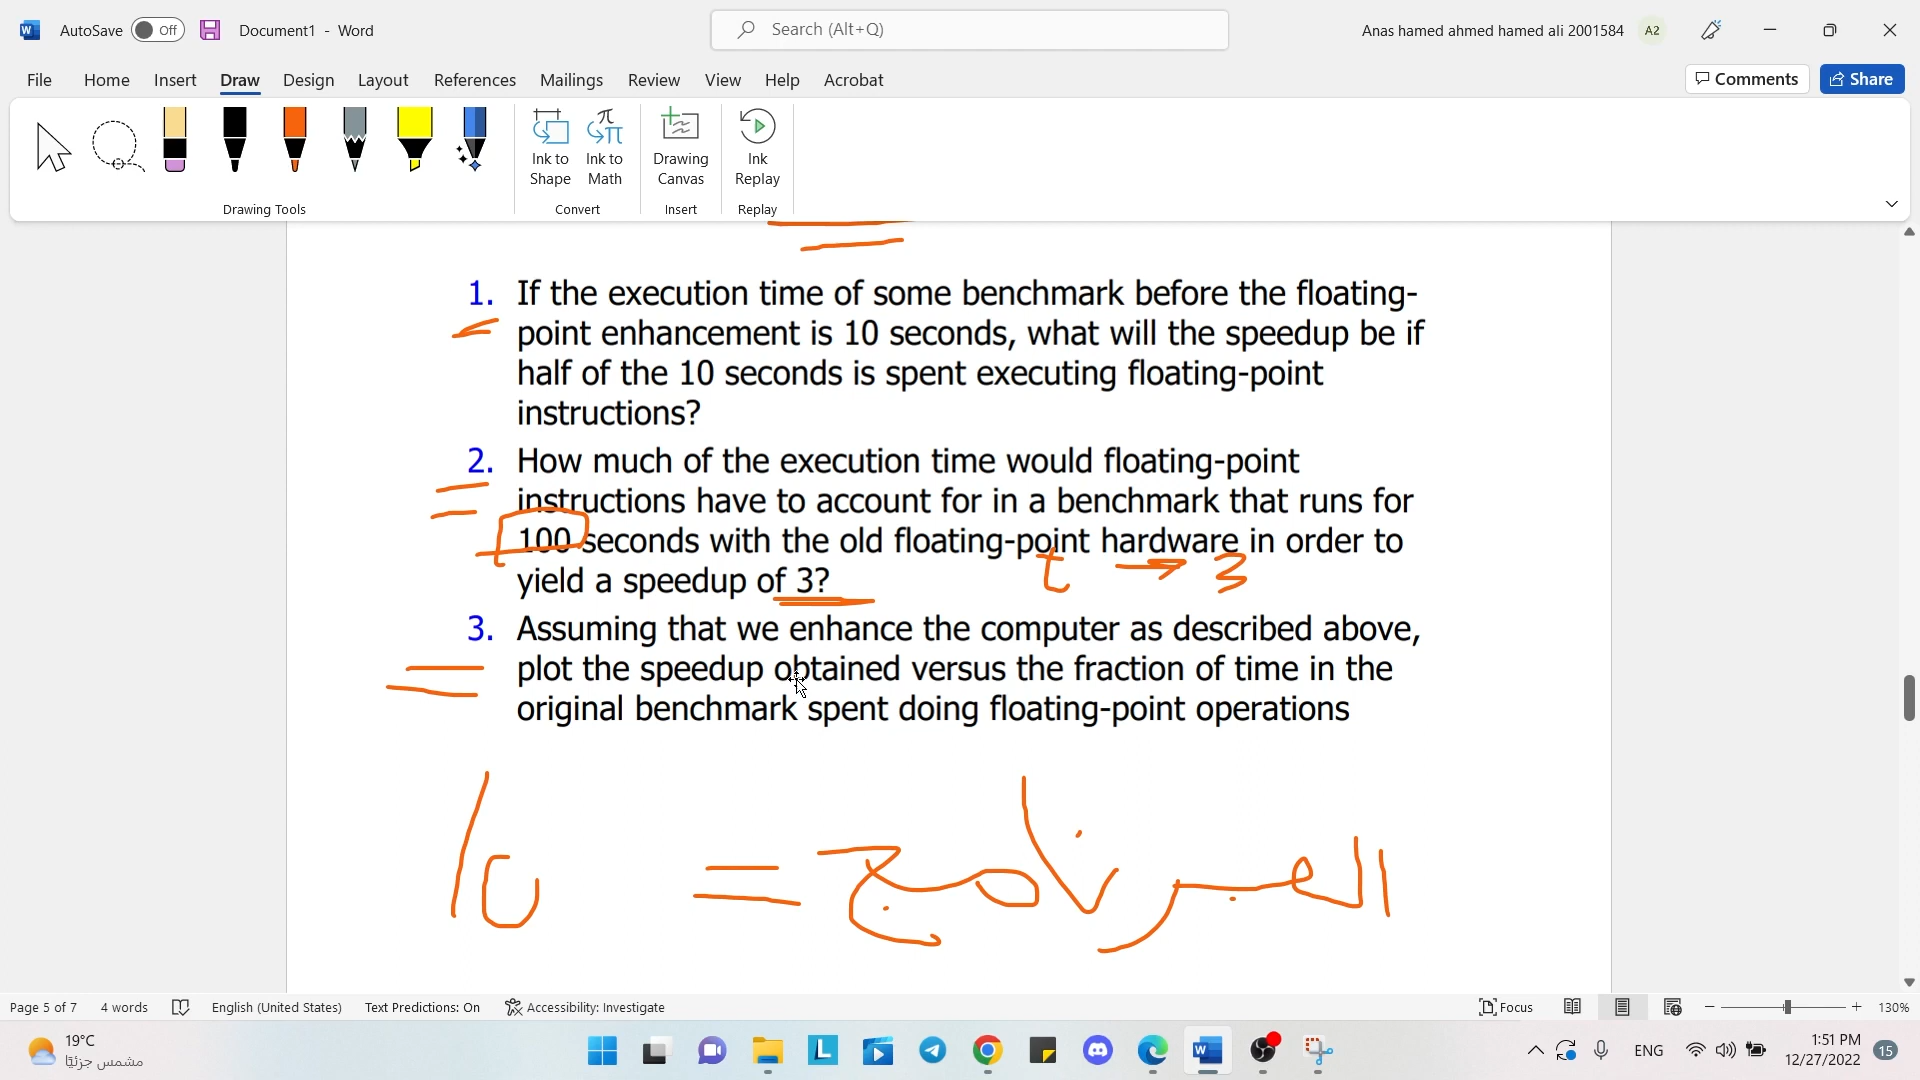 AutoSave Off Document1 - Word Search (Alt+Q) Anas hamed ahmed hamed ali 2001584 A2
File Home Insert Draw Design Layout References Mailings Review View Help Acrobat Comments Share
Ink to Shape Ink to Math Drawing Canvas Ink Replay
Drawing Tools Convert Insert Replay
1. If the execution time of some benchmark before the floating-
point enhancement is 10 seconds, what will the speedup be if
half of the 10 seconds is spent executing floating-point
instructions?
2. How much of the execution time would floating-point
instructions have to account for in a benchmark that runs for
100 seconds with the old floating-point hardware in order to
yield a speedup of 3?
t → 3
3. Assuming that we enhance the computer as described above,
plot the speedup obtained versus the fraction of time in the
original benchmark spent doing floating-point operations
Page 5 of 7 4 words English (United States) Text Predictions: On Accessibility: Investigate Focus 130%
19°C
مشمس جزئيًا
ENG 1:51 PM
12/27/2022 15